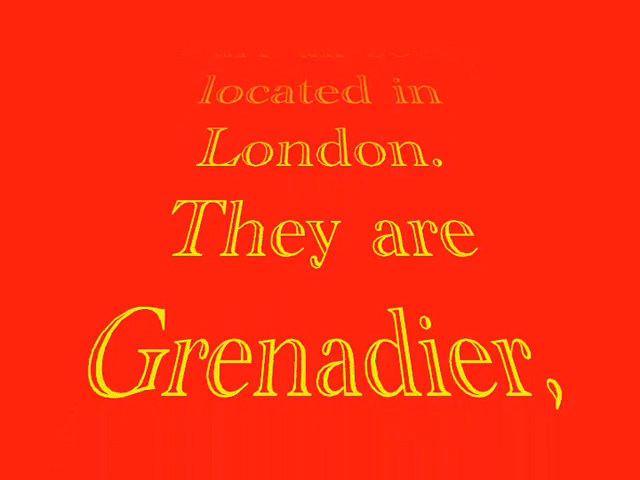 located in
London.
They are
Grenadier,